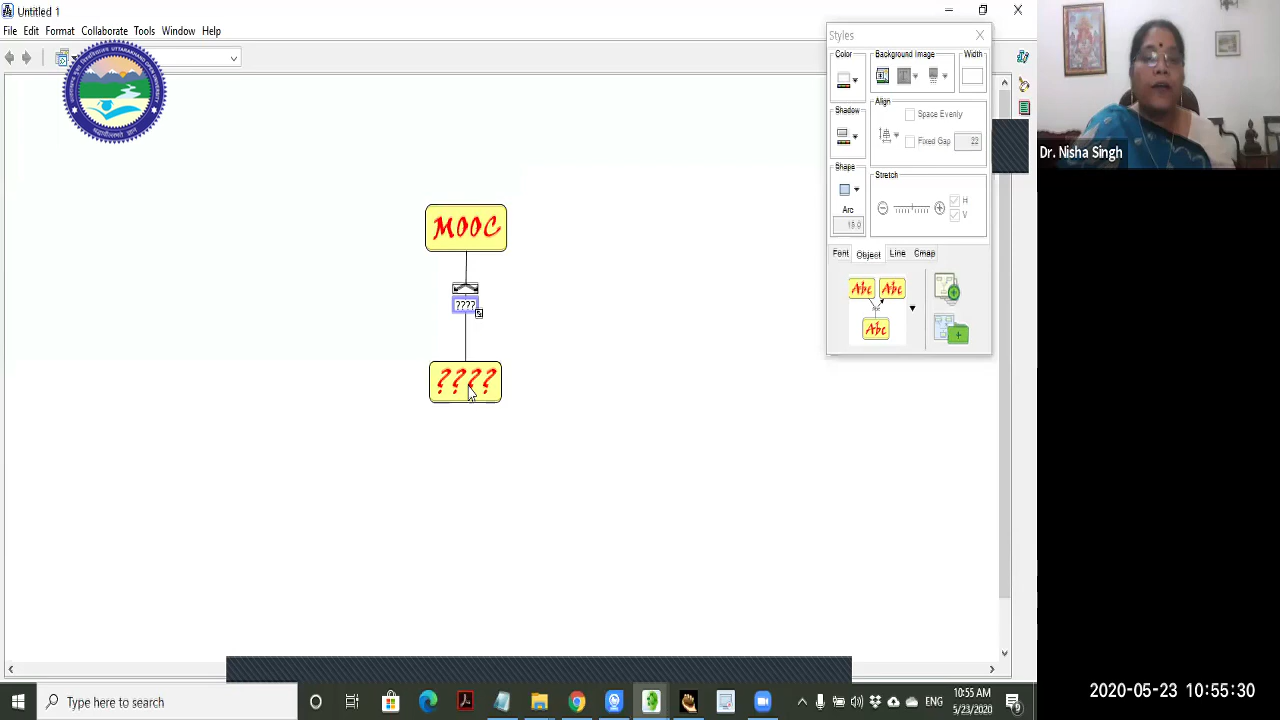 Untitled 1
File Edit Format Collaborate Tools Window Help
Styles
Color
Background Image
Width
Shadow
Align
Space Evenly
Fixed Gap 22
Shape
Stretch
Arc
H
V
Font Object Line Cmap
Abc Abc
Abc
MOOC
????
????
Dr. Nisha Singh
Type here to search
ENG
10:55 AM
5/23/2020
2020-05-23 10:55:30